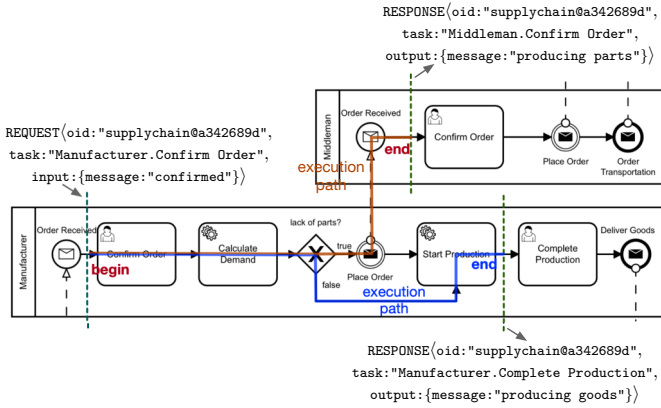 RESPONSE⟨oid:"supplychain@a342689d",
task:"Middleman.Confirm Order",
output:{message:"producing parts"}⟩
REQUEST⟨oid:"supplychain@a342689d",
task:"Manufacturer.Confirm Order",
input:{message:"confirmed"}⟩
Middleman
Order Received
end
Confirm Order
Place Order
Order
Transportation
execution
path
Manufacturer
Order Received
begin
Confirm Order
Calculate
Demand
lack of parts?
true
false
Place Order
Start Production
end
Complete
Production
Deliver Goods
execution
path
RESPONSE⟨oid:"supplychain@a342689d",
task:"Manufacturer.Complete Production",
output:{message:"producing goods"}⟩